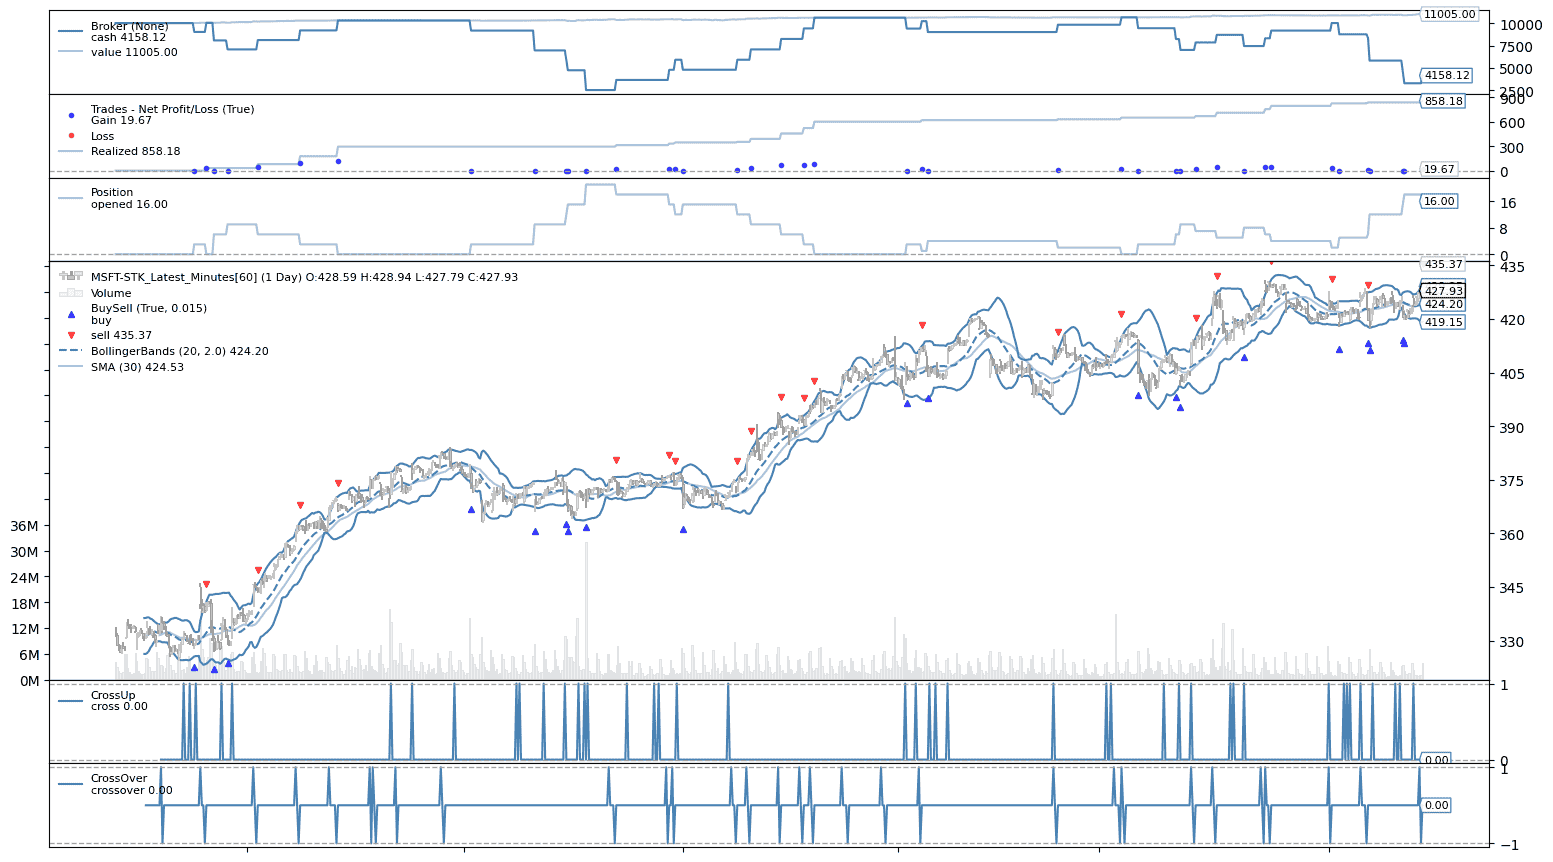 Broker (None)
cash 4158.12
value 11005.00
11005.00
10000
7500
5000
4158.12
2500
Trades - Net Profit/Loss (True)
Gain 19.67
Loss
Realized 858.18
900
858.18
600
300
19.67
0
Position
opened 16.00
16
16.00
8
0
MSFT-STK_Latest_Minutes[60] (1 Day) O:428.59 H:428.94 L:427.79 C:427.93
Volume
BuySell (True, 0.015)
buy
sell 435.37
BollingerBands (20, 2.0) 424.20
SMA (30) 424.53
435.37
435
427.93
424.20
419.15
420
405
390
375
360
345
330
36M
30M
24M
18M
12M
6M
0M
CrossUp
cross 0.00
1
0.00
0
CrossOver
crossover 0.00
1
0.00
−1